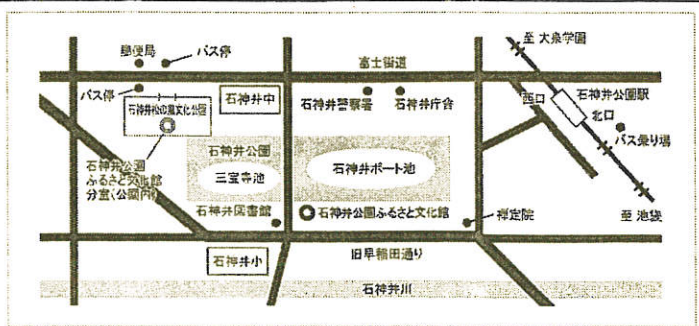 至 大泉学園
郵便局
バス停
富士街道
バス停
石神井中
石神井警察署
石神井庁舎
西口
石神井公園駅
北口
バス乗り場
石神井松の風文化公園
石神井公園
ふるさと文化館
分室(公園内)
石神井公園
三宝寺池
石神井ボート池
石神井図書館
石神井公園ふるさと文化館
禅定院
至 池袋
石神井小
旧早稲田通り
石神井川